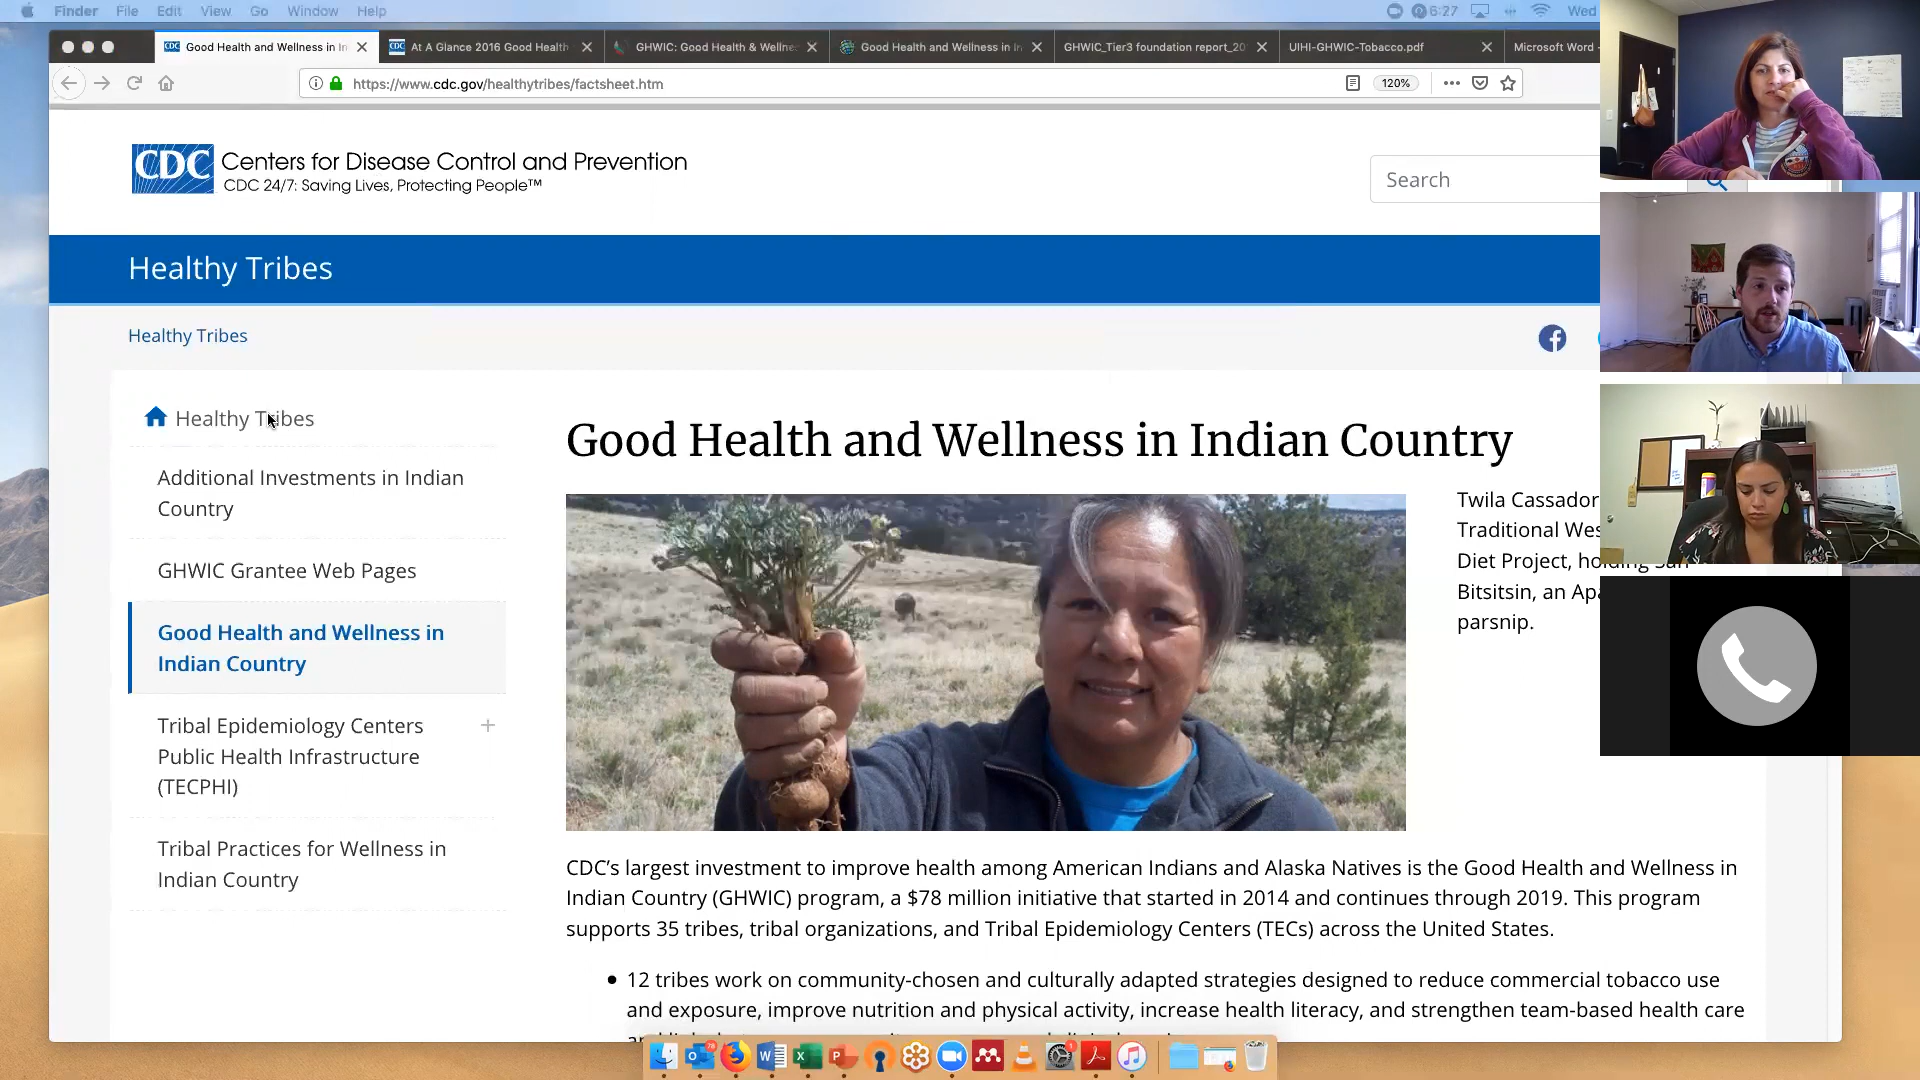 Finder File Edit View Go Window Help
6:27
Wed
Good Health and Wellness in In
At A Glance 2016 Good Health
GHWIC: Good Health & Wellne
Good Health and Wellness in In
GHWIC_Tier3 foundation report_20
UIHI-GHWIC-Tobacco.pdf
Microsoft Word -
https://www.cdc.gov/healthytribes/factsheet.htm
120%
CDC
Centers for Disease Control and Prevention
CDC 24/7: Saving Lives, Protecting People™
Search
Healthy Tribes
Healthy Tribes
Healthy Tribes
Additional Investments in Indian
Country
GHWIC Grantee Web Pages
Good Health and Wellness in
Indian Country
Tribal Epidemiology Centers
Public Health Infrastructure
(TECPHI)
Tribal Practices for Wellness in
Indian Country
Good Health and Wellness in Indian Country
Twila Cassador
Traditional Wes
Diet Project, holding San
Bitsitsin, an Apa
parsnip.
CDC’s largest investment to improve health among American Indians and Alaska Natives is the Good Health and Wellness in
Indian Country (GHWIC) program, a $78 million initiative that started in 2014 and continues through 2019. This program
supports 35 tribes, tribal organizations, and Tribal Epidemiology Centers (TECs) across the United States.
12 tribes work on community-chosen and culturally adapted strategies designed to reduce commercial tobacco use
and exposure, improve nutrition and physical activity, increase health literacy, and strengthen team-based health care